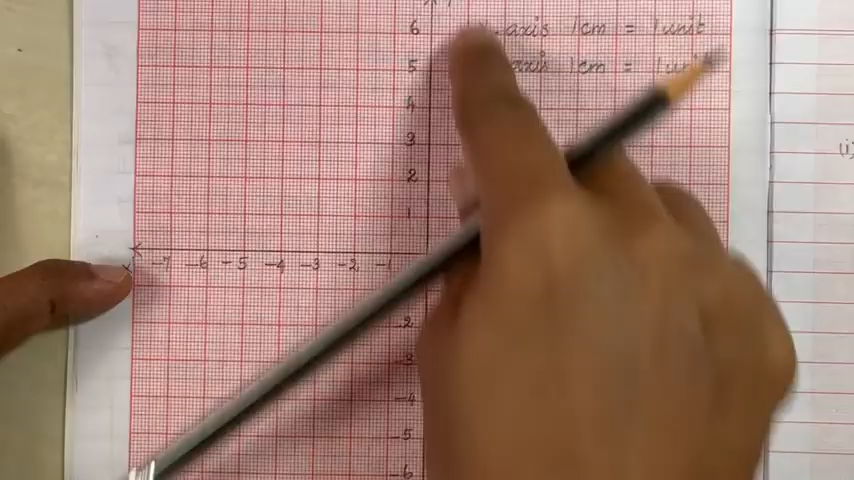 axis 1cm = 1unit
6
axis 1cm =
5
4
3
2
1
-7 -6 -5 -4 -3 -2 -1
-2
-3
-4
-5
-6
(i)